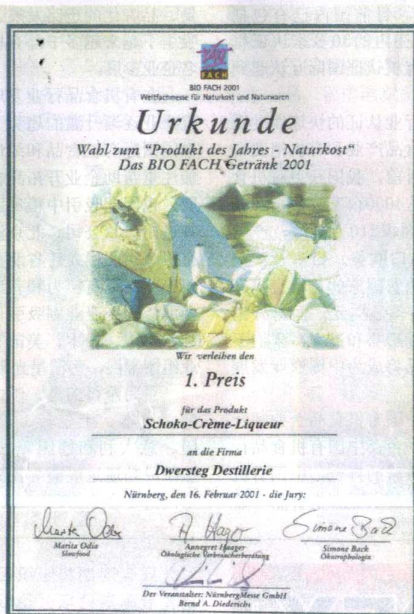 BIO
FACH
BIO FACH 2001
Weltfachmesse für Naturkost und Naturwaren
Urkunde
Wahl zum "Produkt des Jahres - Naturkost"
Das BIO FACH Getränk 2001
Wir verleihen den
1. Preis
für das Produkt
Schoko-Crème-Liqueur
an die Firma
Dwersteg Destillerie
Nürnberg, den 16. Februar 2001 - die Jury:
Marita Odia
Slowfood
Annegret Haager
Ökologische Verbraucherberatung
Simone Back
Ökotrophologin
Der Veranstalter: NürnbergMesse GmbH
Bernd A. Diederichs